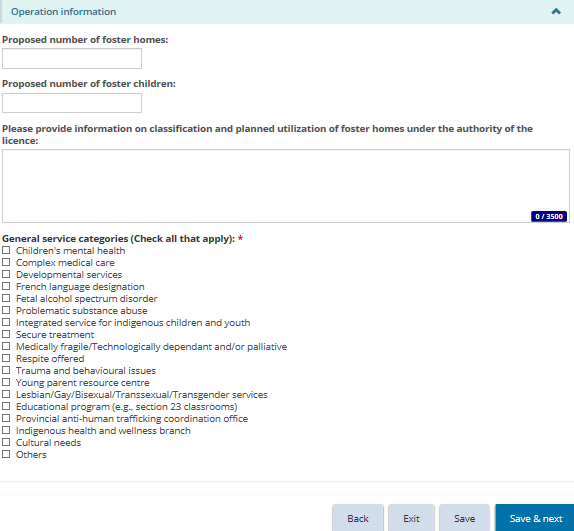 Operation information
Proposed number of foster homes:
Proposed number of foster children:
Please provide information on classification and planned utilization of foster homes under the authority of the
licence:
0 / 3500
General service categories (Check all that apply): *
Children's mental health
Complex medical care
Developmental services
French language designation
Fetal alcohol spectrum disorder
Problematic substance abuse
Integrated service for indigenous children and youth
Secure treatment
Medically fragile/Technologically dependant and/or palliative
Respite offered
Trauma and behavioural issues
Young parent resource centre
Lesbian/Gay/Bisexual/Transsexual/Transgender services
Educational program (e.g., section 23 classrooms)
Provincial anti-human trafficking coordination office
Indigenous health and wellness branch
Cultural needs
Others
Back Exit Save Save & next